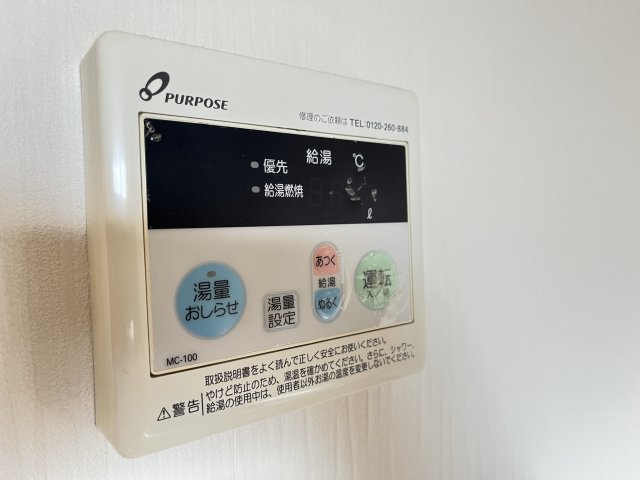 PURPOSE
修理のご依頼は TEL:0120-260-884
給湯 ℃
優先
給湯燃焼
ℓ
湯量
おしらせ
湯量
設定
あつく
給湯
ぬるく
運転
入/切
MC-100
取扱説明書をよく読んで正しく安全にお使いください。
⚠警告
やけど防止のため、湯温を確かめてください。さらに、シャワー、
給湯の使用中は、使用者以外お湯の温度を変更しないでください。